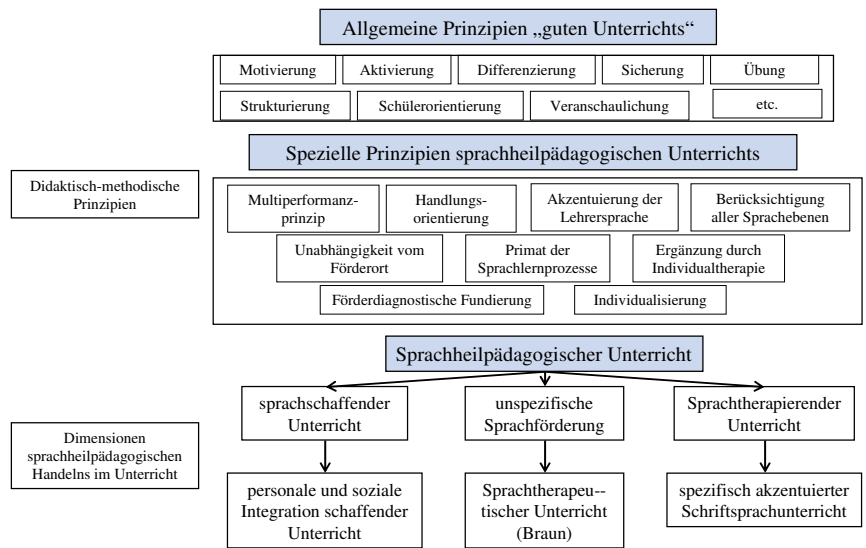 Allgemeine Prinzipien „guten Unterrichts“
Motivierung
Aktivierung
Differenzierung
Sicherung
Übung
Strukturierung
Schülerorientierung
Veranschaulichung
etc.
Spezielle Prinzipien sprachheilpädagogischen Unterrichts
Didaktisch-methodische
Prinzipien
Multiperformanz-
prinzip
Handlungs-
orientierung
Akzentuierung der
Lehrersprache
Berücksichtigung
aller Sprachebenen
Unabhängigkeit vom
Förderort
Primat der
Sprachlernprozesse
Ergänzung durch
Individualtherapie
Förderdiagnostische Fundierung
Individualisierung
Sprachheilpädagogischer Unterricht
sprachschaffender
Unterricht
unspezifische
Sprachförderung
Sprachtherapierender
Unterricht
Dimensionen
sprachheilpädagogischen
Handelns im Unterricht
personale und soziale
Integration schaffender
Unterricht
Sprachtherapeu--
tischer Unterricht
(Braun)
spezifisch akzentuierter
Schriftsprachunterricht